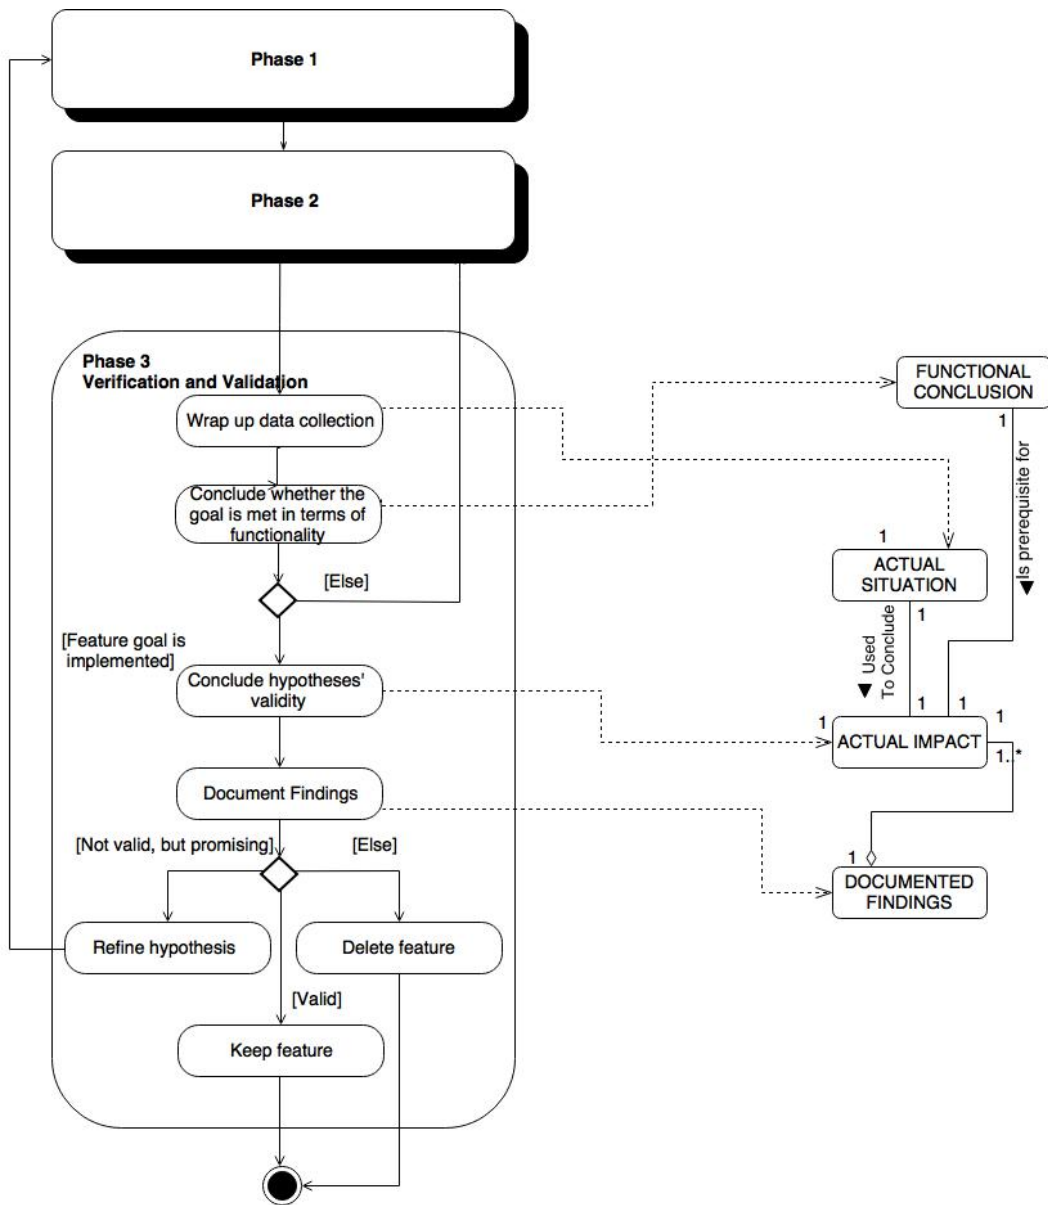 Phase 1
Phase 2
Phase 3
Verification and Validation
Wrap up data collection
Conclude whether the
goal is met in terms of
functionality
[Else]
[Feature goal is
implemented]
Conclude hypotheses'
validity
Document Findings
[Not valid, but promising]
[Else]
Refine hypothesis
Delete feature
[Valid]
Keep feature
FUNCTIONAL
CONCLUSION
1
Is prerequisite for
1
ACTUAL
SITUATION
1
Used
To Conclude
1
1
1
1
ACTUAL IMPACT
1..*
1
DOCUMENTED
FINDINGS